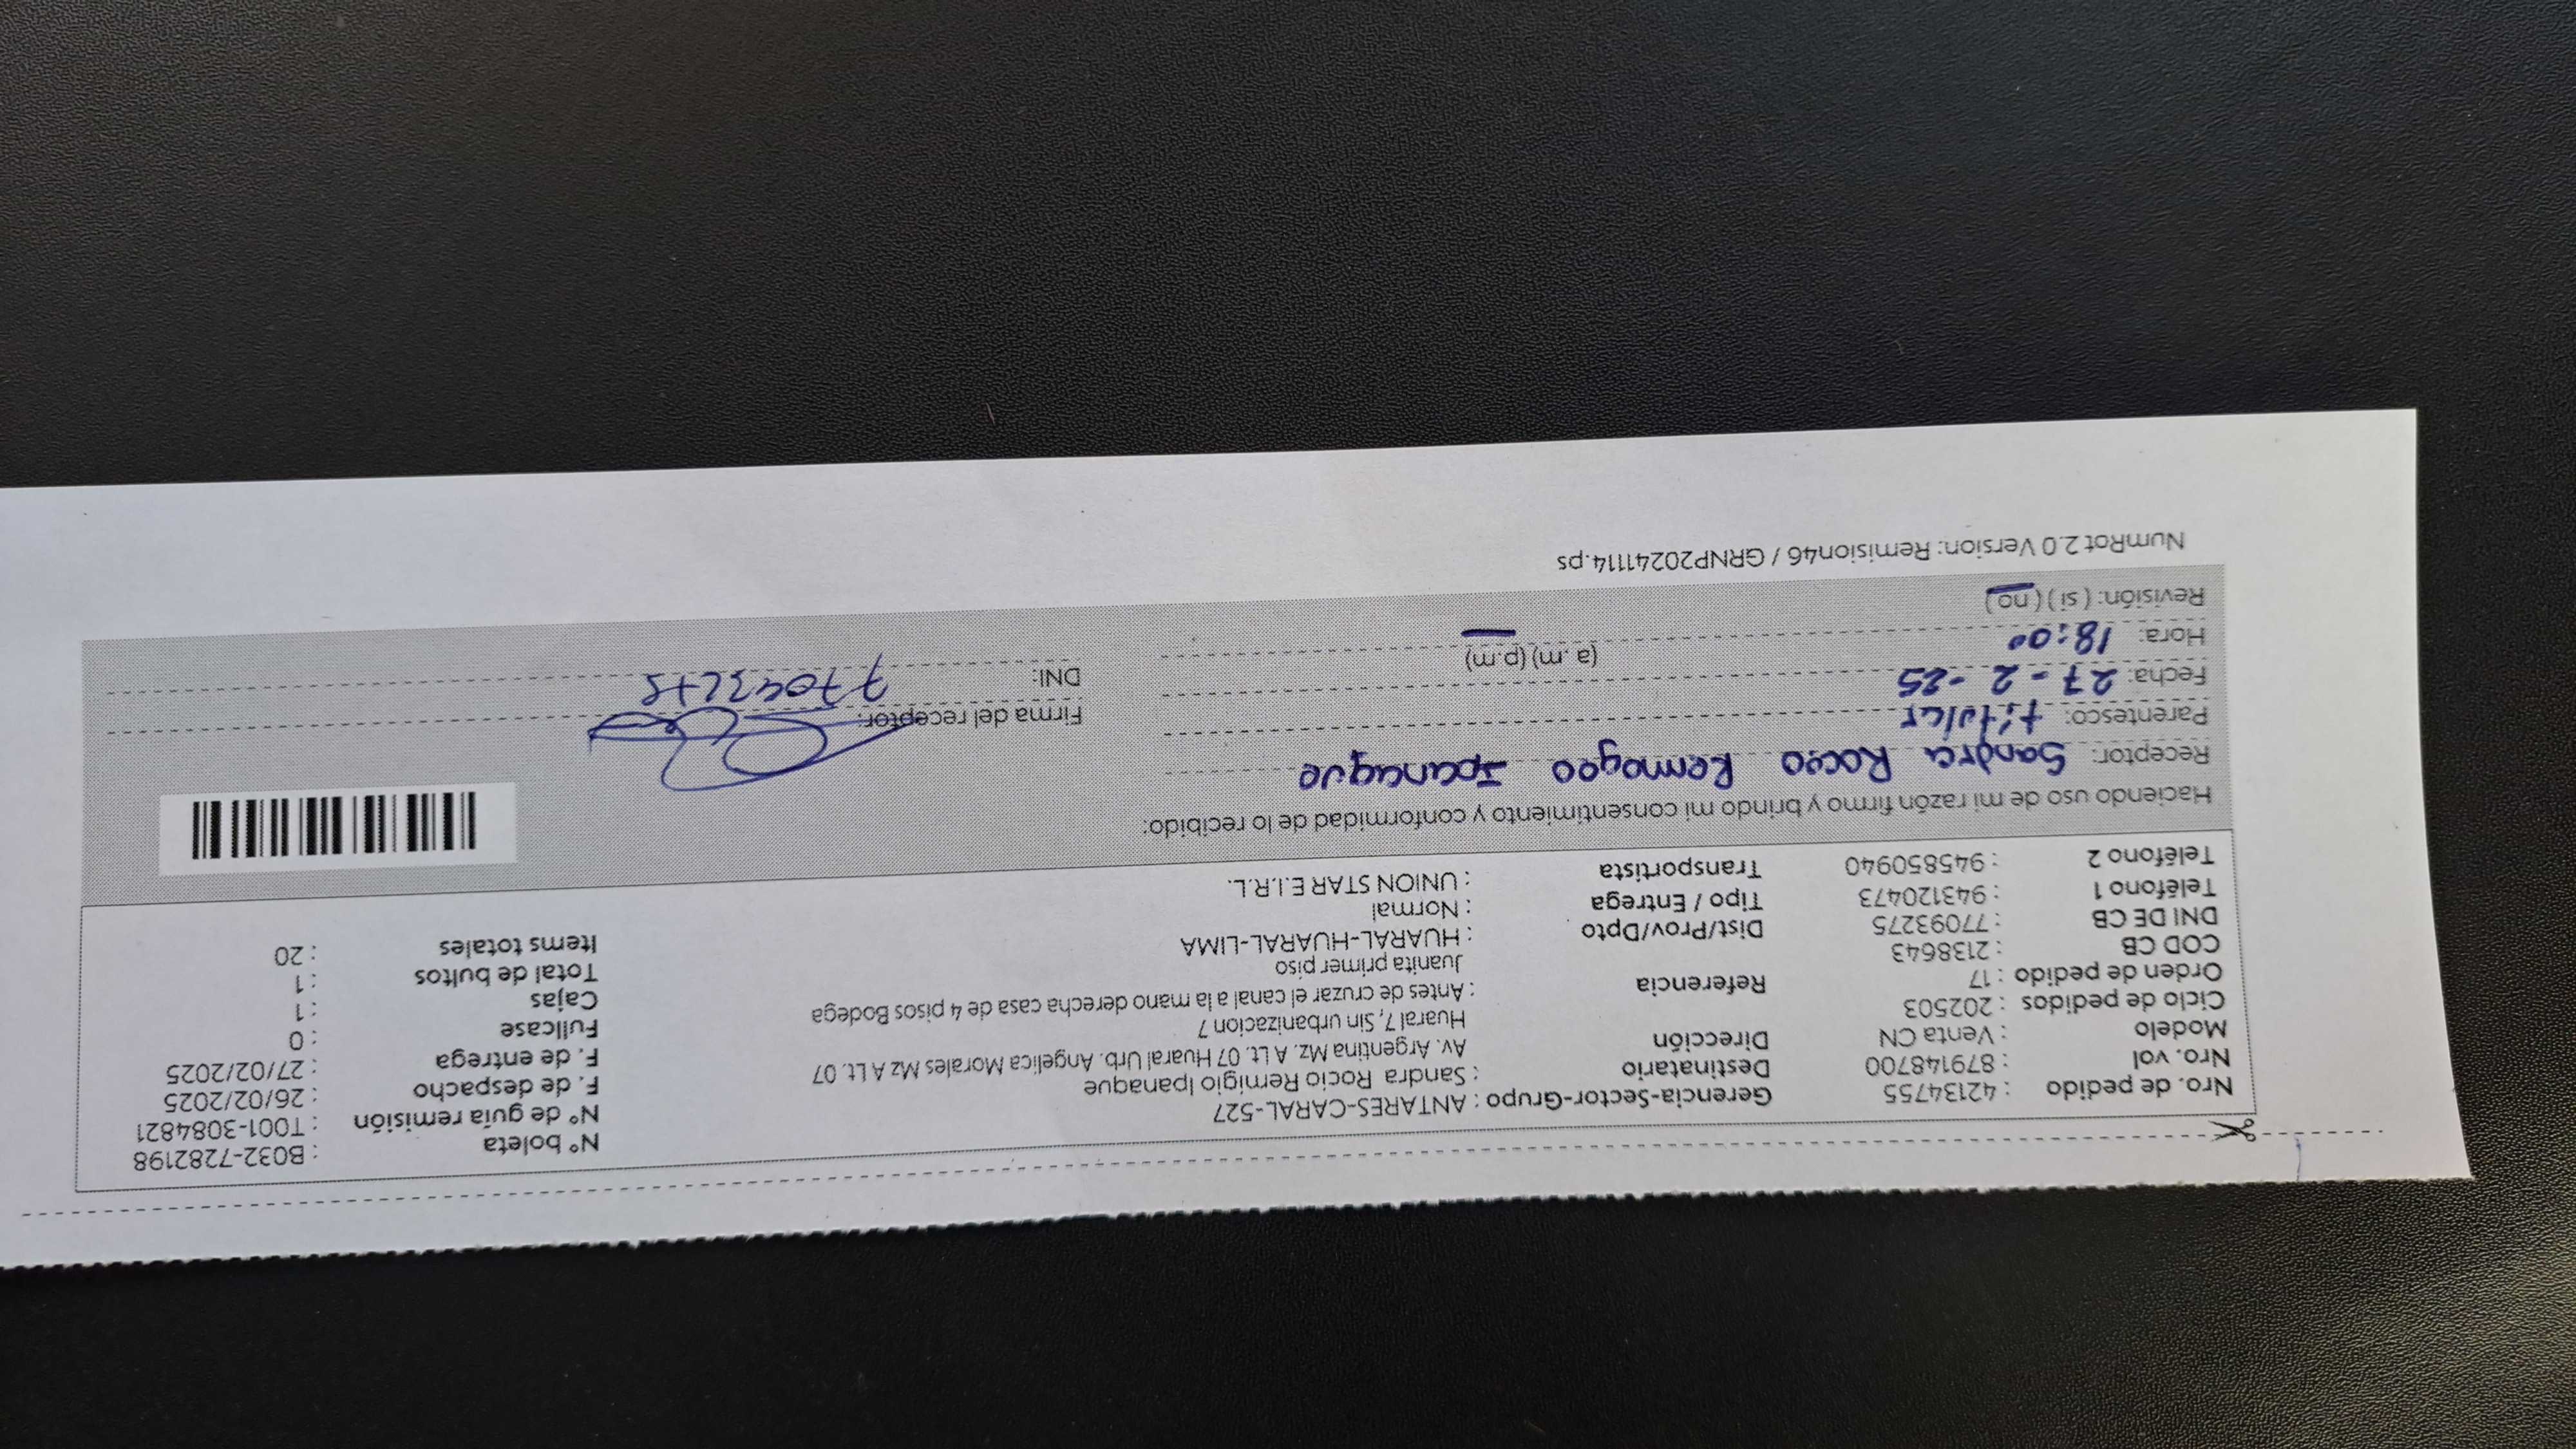 Nro. de pedido : 42134755
Nro. vol : 879148700
Modelo : Venta CN
Ciclo de pedidos : 202503
Orden de pedido : 17
COD CB : 2138643
DNI DE CB : 77093275
Teléfono 1 : 943120473
Teléfono 2 : 945850940
Gerencia-Sector-Grupo : ANTARES-CARAL-527
Destinatario : Sandra Rocio Remigio Ipanaque
Dirección Av. Argentina Mz. A Lt. 07 Huaral Urb. Angelica Morales Mz A Lt. 07
Huaral 7, Sin urbanizacion 7
Referencia : Antes de cruzar el canal a la mano derecha casa de 4 pisos Bodega
Juanita primer piso
Dist/Prov/Dpto : HUARAL-HUARAL-LIMA
Tipo / Entrega : Normal
Transportista : UNION STAR E.I.R.L.
N° boleta : B032-7282198
N° de guía remisión : T001-3084821
F. de despacho : 26/02/2025
F. de entrega : 27/02/2025
Fullcase : 0
Cajas : 1
Total de bultos : 1
Items totales : 20
Haciendo uso de mi razón firmo y brindo mi consentimiento y conformidad de lo recibido:
Receptor: Sandra Rocio Remigio Ipanaque
Parentesco: titular
Fecha: 27 - 2 - 25
Hora: 18:00 (a.m) (p.m)
Revisión: (si) (no)
Firma del receptor:
DNI:
NumRot 2.0 Version: Remision46 / GRNP20241114.ps